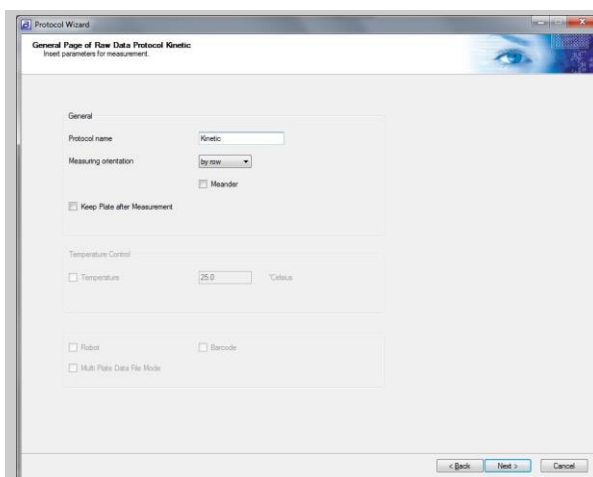 Protocol Wizard
General Page of Raw Data Protocol Kinetic
Insert parameters for measurement.
General
Protocol name Kinetic
Measuring orientation by row
Meander
Keep Plate after Measurement
Temperature Control
Temperature 25.0 °Celsius
Robot Barcode
Multi Plate Data File Mode
< Back Next > Cancel